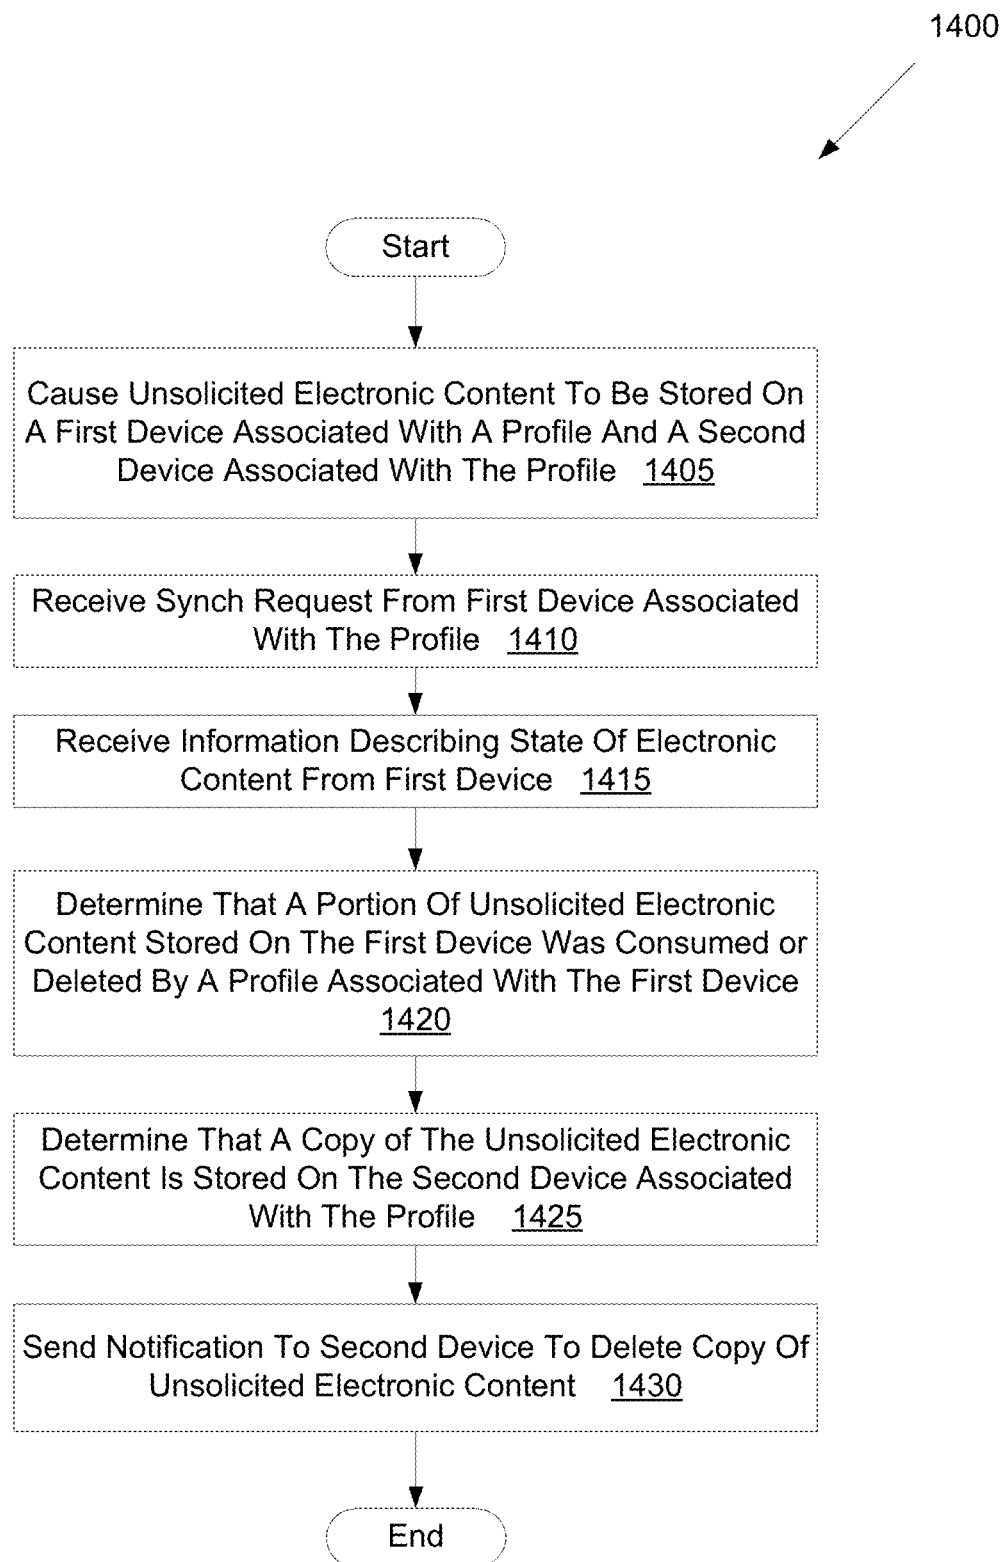 1400
Start
Cause Unsolicited Electronic Content To Be Stored On
A First Device Associated With A Profile And A Second
Device Associated With The Profile 1405
Receive Synch Request From First Device Associated
With The Profile 1410
Receive Information Describing State Of Electronic
Content From First Device 1415
Determine That A Portion Of Unsolicited Electronic
Content Stored On The First Device Was Consumed or
Deleted By A Profile Associated With The First Device
1420
Determine That A Copy of The Unsolicited Electronic
Content Is Stored On The Second Device Associated
With The Profile 1425
Send Notification To Second Device To Delete Copy Of
Unsolicited Electronic Content 1430
End